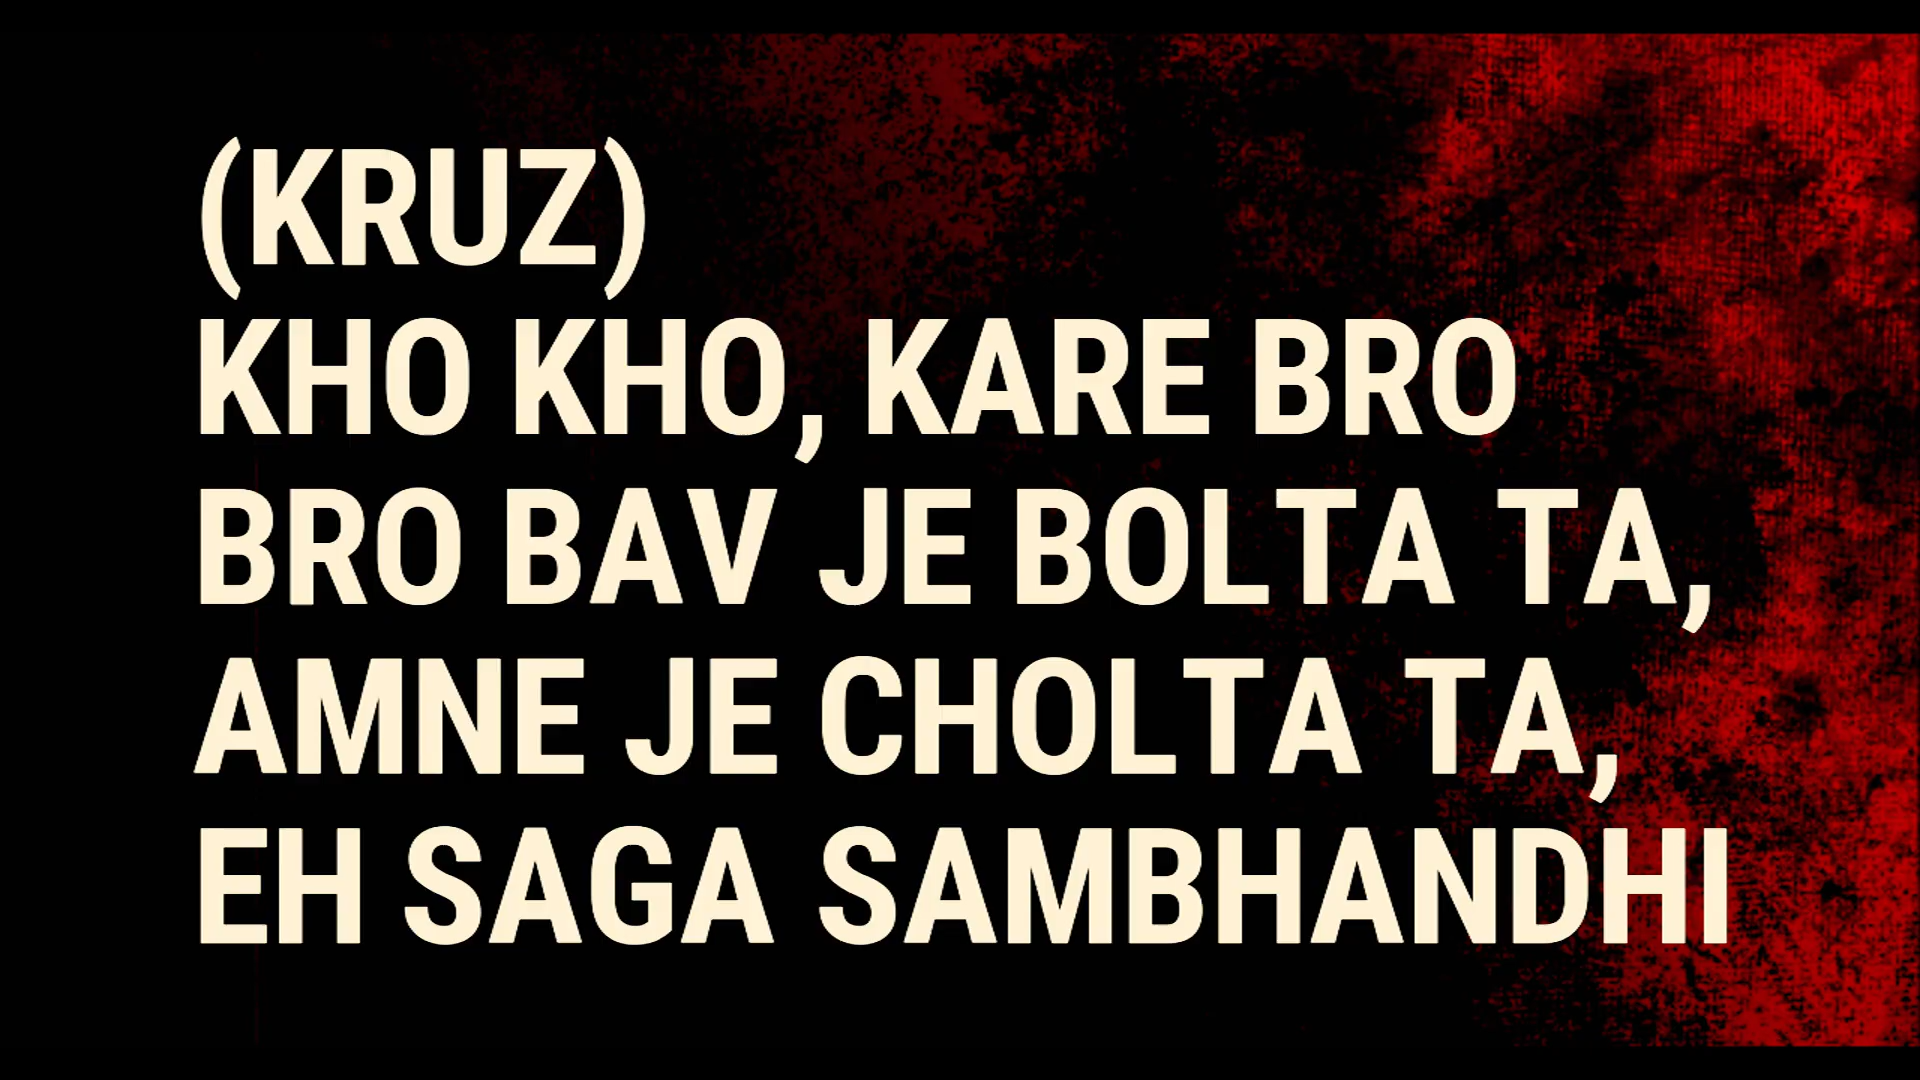 (KRUZ)
KHO KHO, KARE BRO
BRO BAV JE BOLTA TA,
AMNE JE CHOLTA TA,
EH SAGA SAMBHANDHI